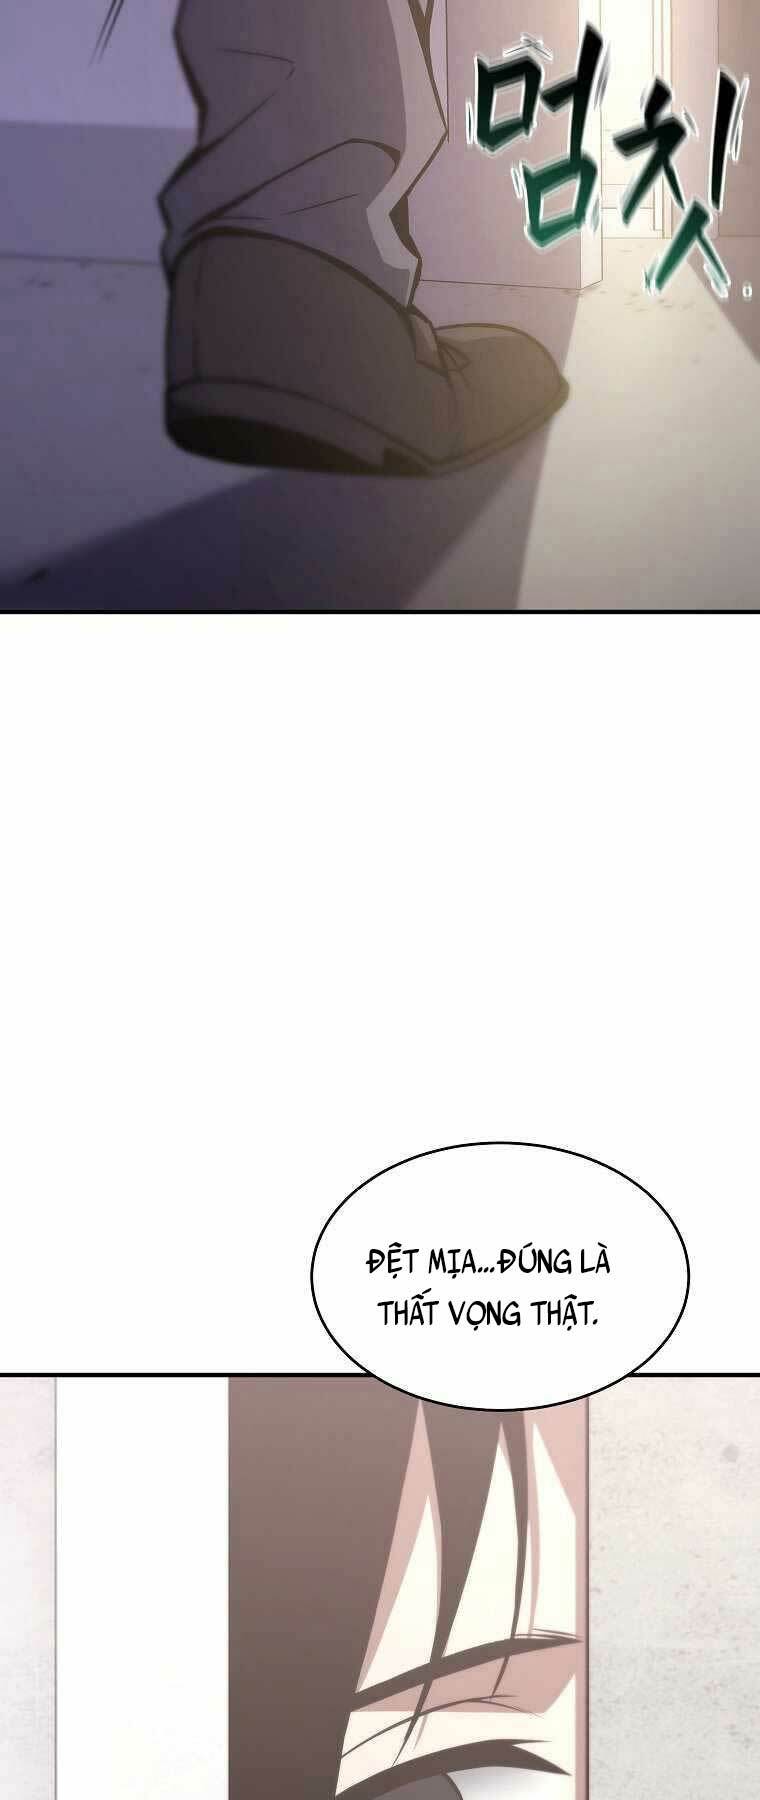 멈칫
ĐỆT MỊA...ĐÚNG LÀ
THẤT VỌNG THẬT.